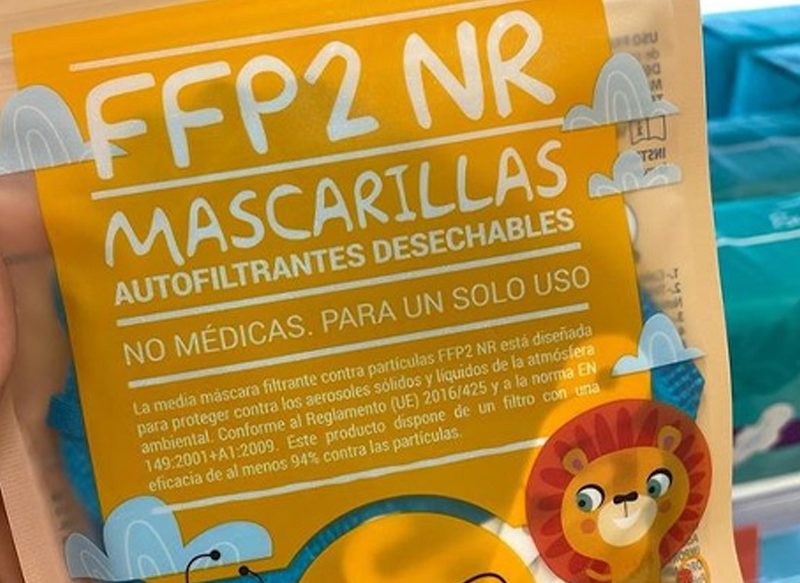 FFP2 NR
MASCARILLAS
AUTOFILTRANTES DESECHABLES
NO MÉDICAS. PARA UN SOLO USO
La media máscara filtrante contra partículas FFP2 NR está diseñada
para proteger contra los aerosoles sólidos y líquidos de la atmósfera
ambiental. Conforme al Reglamento (UE) 2016/425 y a la norma EN
149:2001+A1:2009. Este producto dispone de un filtro con una
eficacia de al menos 94% contra las partículas.